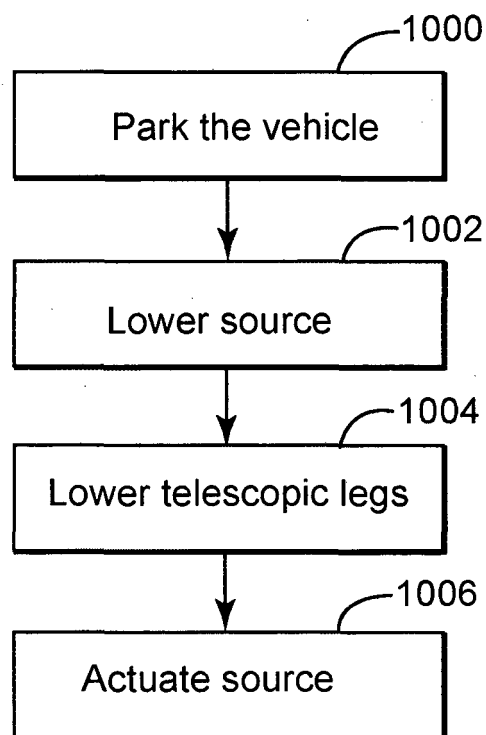 1000
Park the vehicle
1002
Lower source
1004
Lower telescopic legs
1006
Actuate source